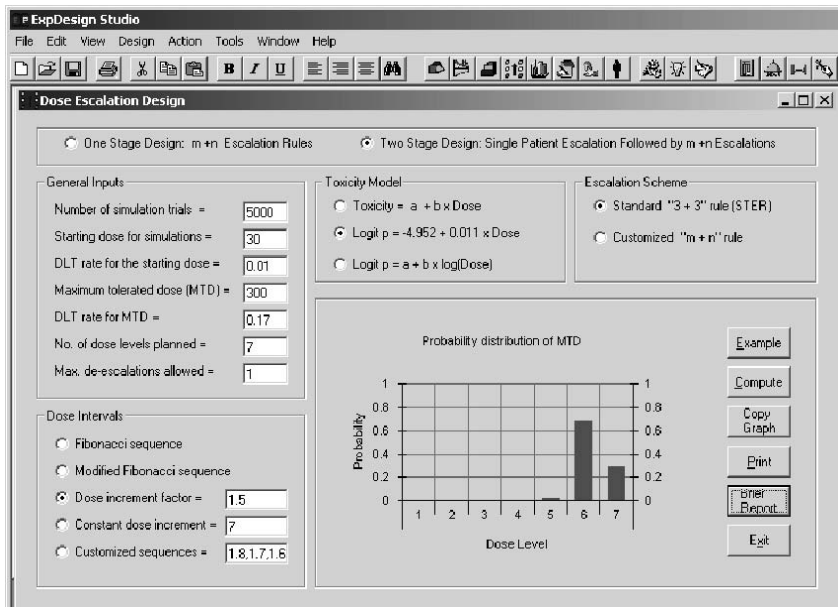 ExpDesign Studio
File Edit View Design Action Tools Window Help
B I U
Dose Escalation Design
One Stage Design: m +n Escalation Rules
Two Stage Design: Single Patient Escalation Followed by m +n Escalations
General Inputs
Number of simulation trials = 5000
Starting dose for simulations = 30
DLT rate for the starting dose = 0.01
Maximum tolerated dose (MTD) = 300
DLT rate for MTD = 0.17
No. of dose levels planned = 7
Max. de-escalations allowed = 1
Toxicity Model
Toxicity = a + b x Dose
Logit p = -4.952 + 0.011 x Dose
Logit p = a + b x log(Dose)
Escalation Scheme
Standard "3 + 3" rule (STER)
Customized "m + n" rule
Dose Intervals
Fibonacci sequence
Modified Fibonacci sequence
Dose increment factor = 1.5
Constant dose increment = 7
Customized sequences = 1.8,1.7,1.6
Probability distribution of MTD
Probability
1 1
0.8 0.8
0.6 0.6
0.4 0.4
0.2 0.2
0 0
1 2 3 4 5 6 7
Dose Level
Example
Compute
Copy
Graph
Print
Brief
Report
Exit